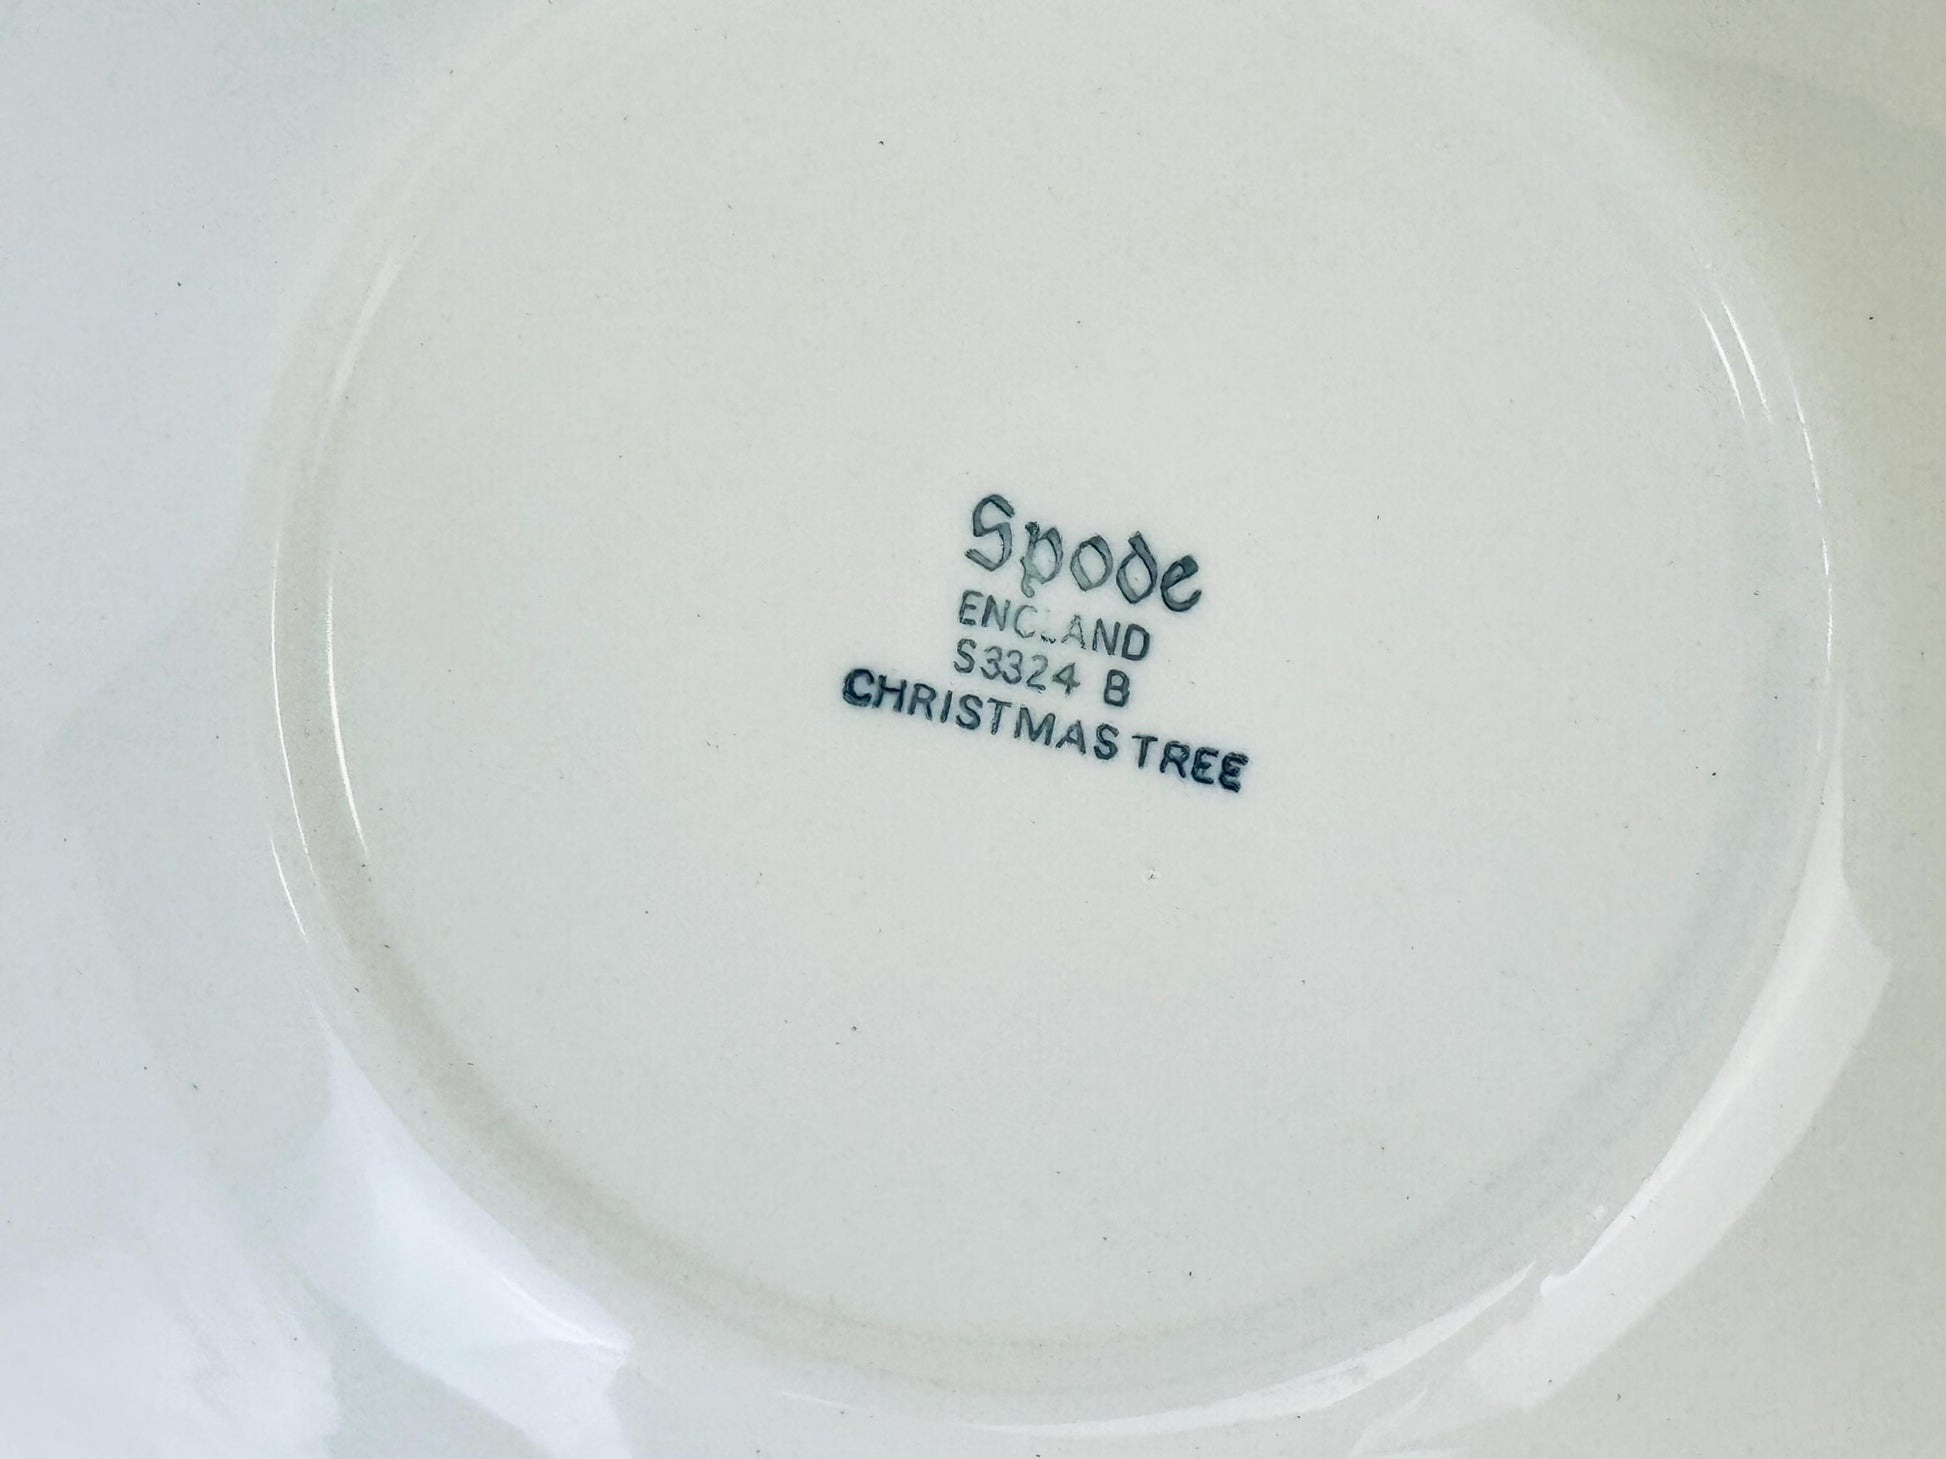 Spode
ENGLAND
S3324 B
CHRISTMAS TREE